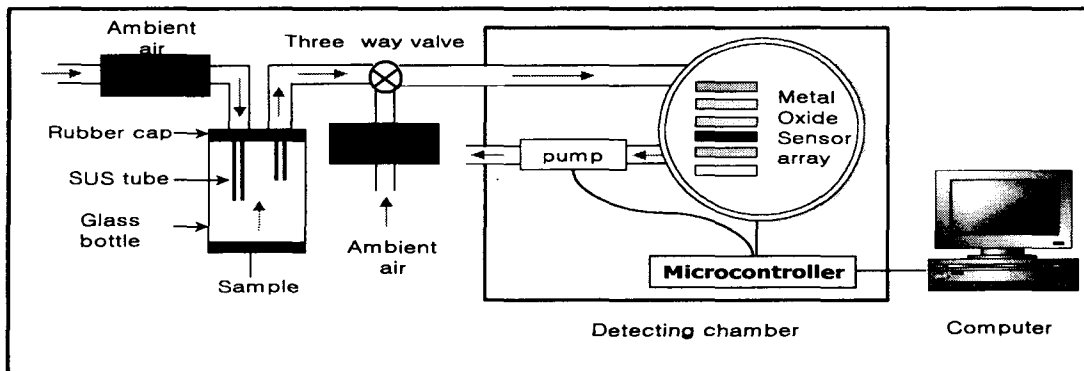 Ambient
air
Three way valve
Rubber cap
SUS tube
Glass
bottle
Sample
Ambient
air
pump
Metal
Oxide
Sensor
array
Microcontroller
Detecting chamber
Computer